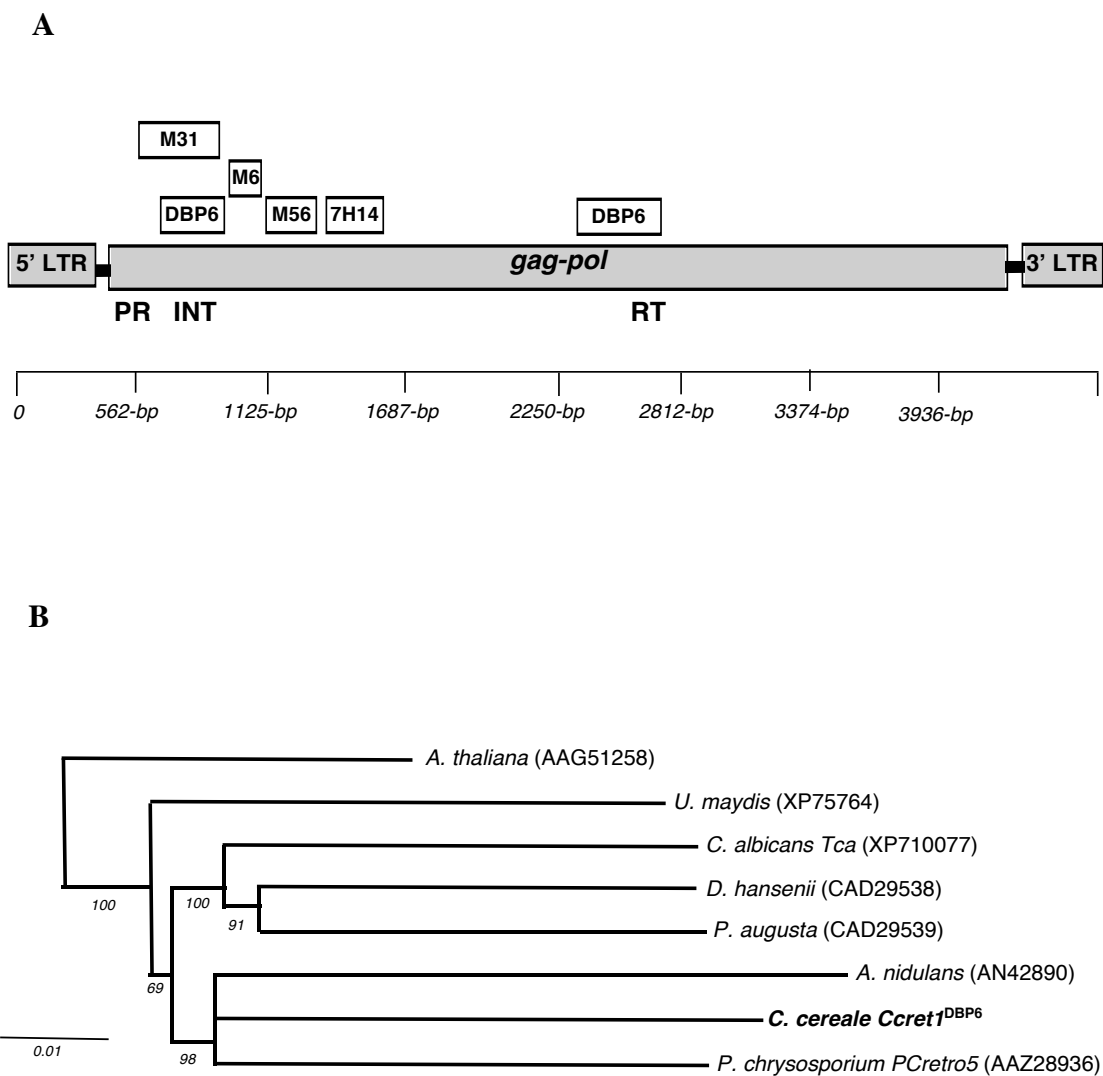 A
M31
M6
DBP6 M56 7H14 DBP6
5’ LTR gag-pol 3’ LTR
PR INT RT
0 562-bp 1125-bp 1687-bp 2250-bp 2812-bp 3374-bp 3936-bp
B
A. thaliana (AAG51258)
U. maydis (XP75764)
C. albicans Tca (XP710077)
D. hansenii (CAD29538)
100 100
91
P. augusta (CAD29539)
A. nidulans (AN42890)
69
C. cereale Ccret1DBP6
0.01
98
P. chrysosporium PCretro5 (AAZ28936)